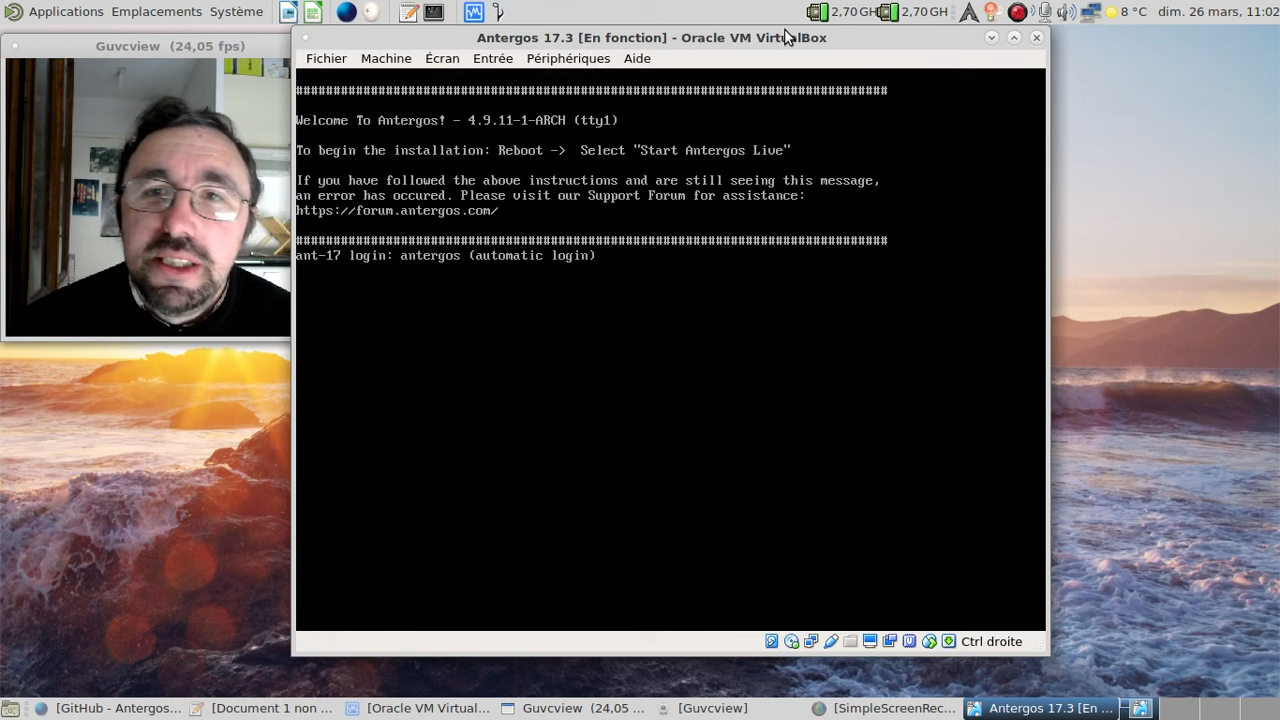 Applications Emplacements Système
2,70 GH 2,70 GH 8 °C dim. 26 mars, 11:02
Guvcview (24,05 fps)
Antergos 17.3 [En fonction] - Oracle VM VirtualBox
Fichier Machine Écran Entrée Périphériques Aide
################################################################################
Welcome To Antergos! - 4.9.11-1-ARCH (tty1)
To begin the installation: Reboot -> Select "Start Antergos Live"
If you have followed the above instructions and are still seeing this message,
an error has occured. Please visit our Support Forum for assistance:
https://forum.antergos.com/
################################################################################
ant-17 login: antergos (automatic login)
Ctrl droite
[GitHub - Antergos... [Document 1 non ... [Oracle VM Virtual... Guvcview (24,05 ... [Guvcview] [SimpleScreenRec... Antergos 17.3 [En ...